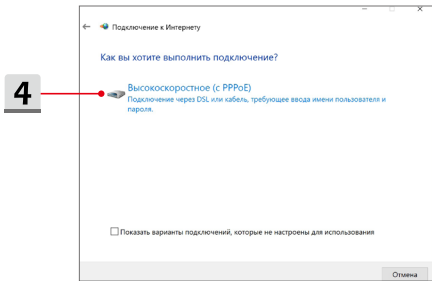 Подключение к Интернету
Как вы хотите выполнить подключение?
4
Высокоскоростное (с PPPoE)
Подключение через DSL или кабель, требующее ввода имени пользователя и
пароля.
Показать варианты подключений, которые не настроены для использования
Отмена